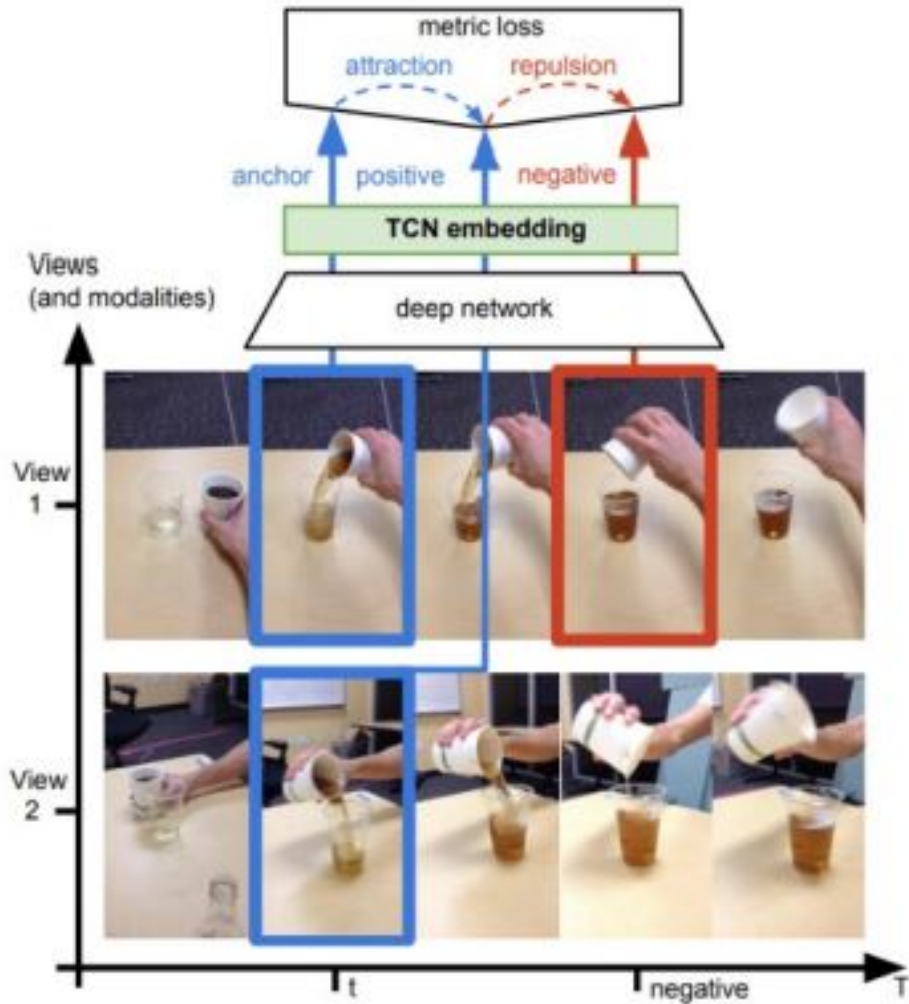 metric loss
attraction
repulsion
anchor
positive
negative
TCN embedding
Views
(and modalities)
deep network
View
1
View
2
t
negative
T